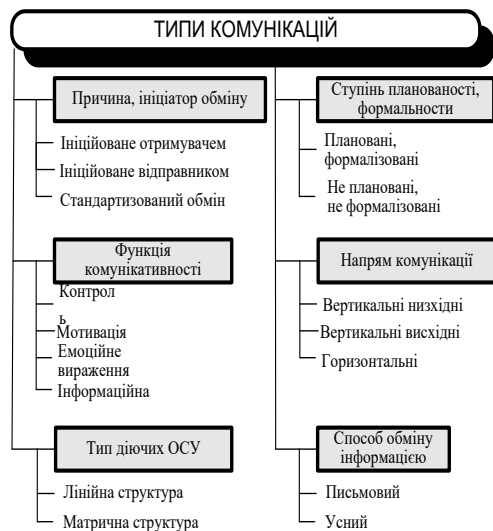 ТИПИ КОМУНІКАЦІЙ
Причина, ініціатор обміну
Ініційоване отримувачем
Ініційоване відправником
Стандартизований обмін
Функція
комунікативності
Контрол
ь
Мотивація
Емоційне
вираження
Інформаційна
Тип діючих ОСУ
Лінійна структура
Матрична структура
Ступінь планованості,
формальности
Плановані,
формалізовані
Не плановані,
не формалізовані
Напрям комунікації
Вертикальні низхідні
Вертикальні висхідні
Горизонтальні
Способ обміну
інформацією
Письмовий
Усний